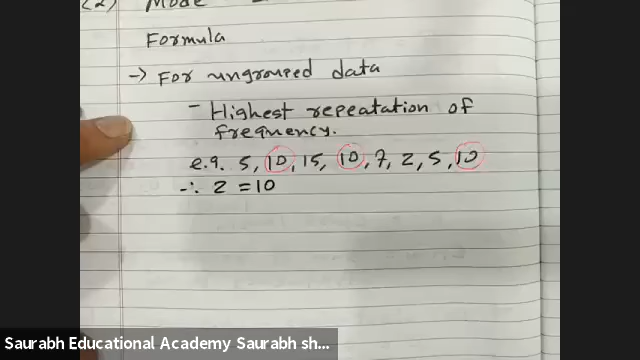 (2) Mode
Formula
→ For ungrouped data
- Highest repeatation of
frequency.
e.g. 5, 10, 15, 10, 7, 2, 5, 10
∴ Z = 10
Saurabh Educational Academy Saurabh sh...